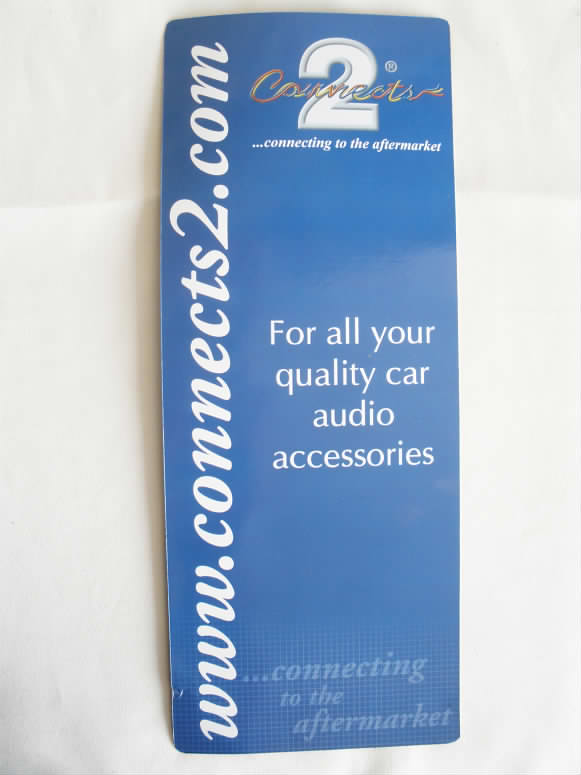 Connects2®
...connecting to the aftermarket
www.connects2.com
For all your
quality car
audio
accessories
...connecting
to the
aftermarket